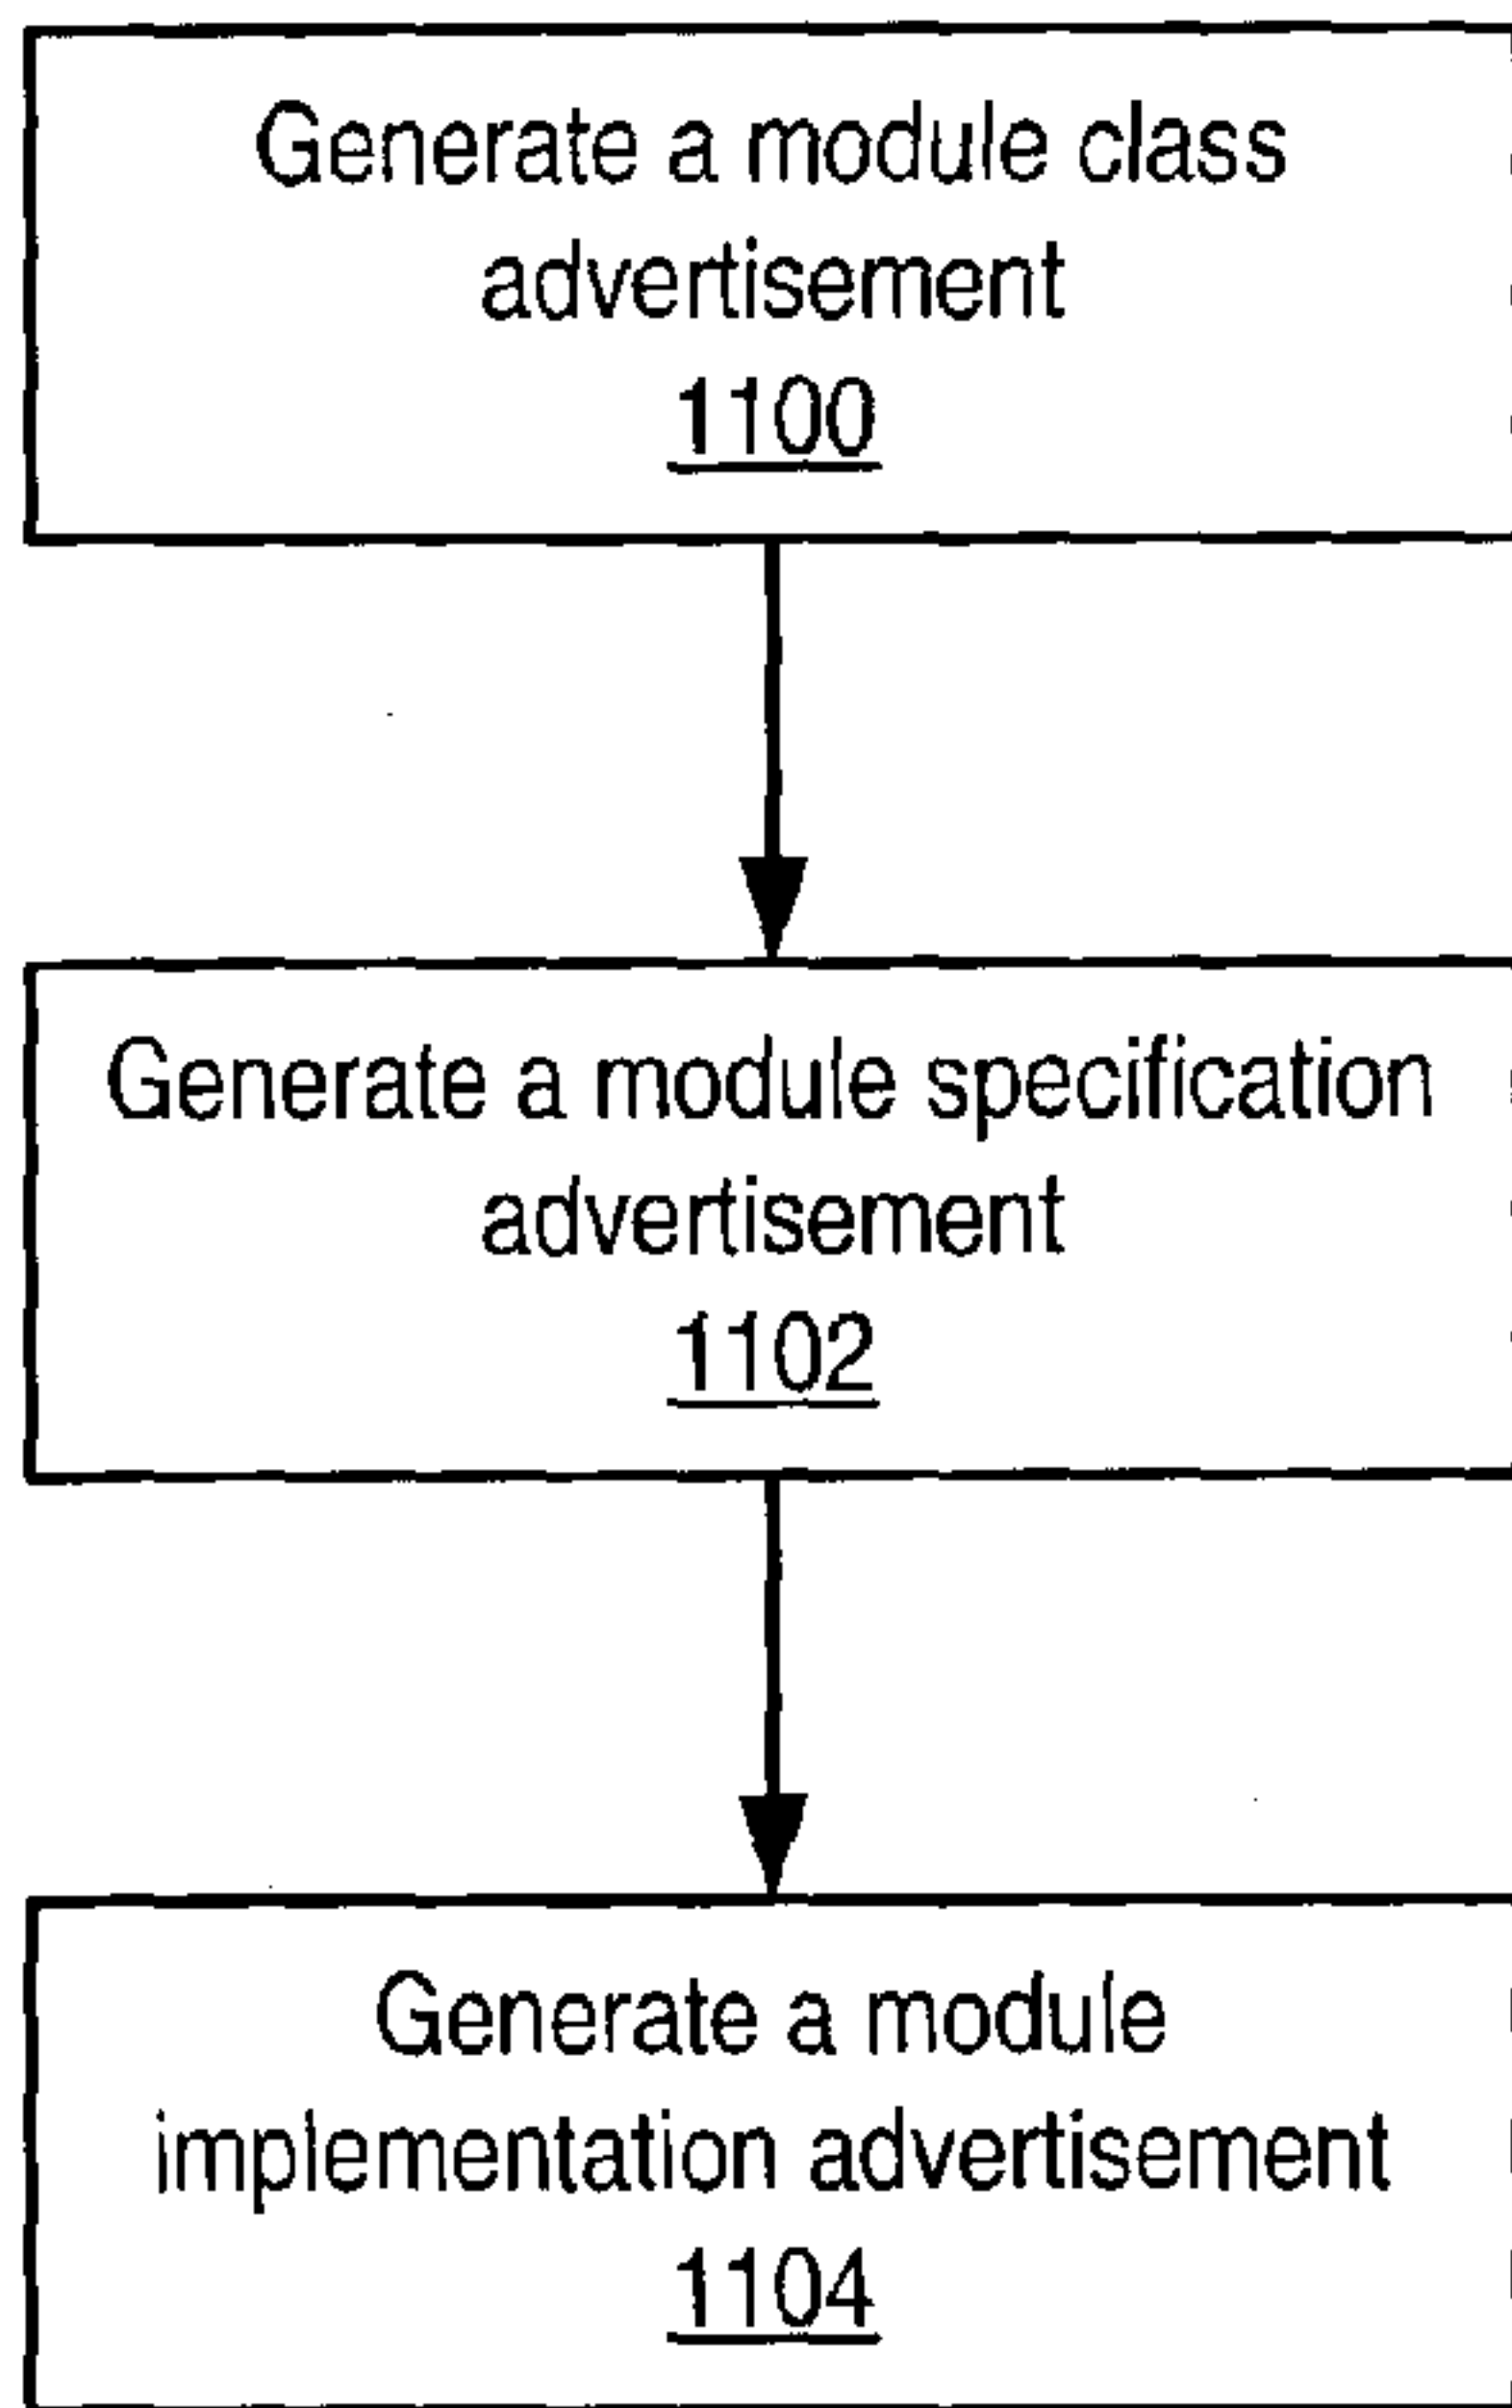 Generate a module class
advertisement
1100
Generate a module specification
advertisement
1102
Generate a module
implementation advertisement
1104